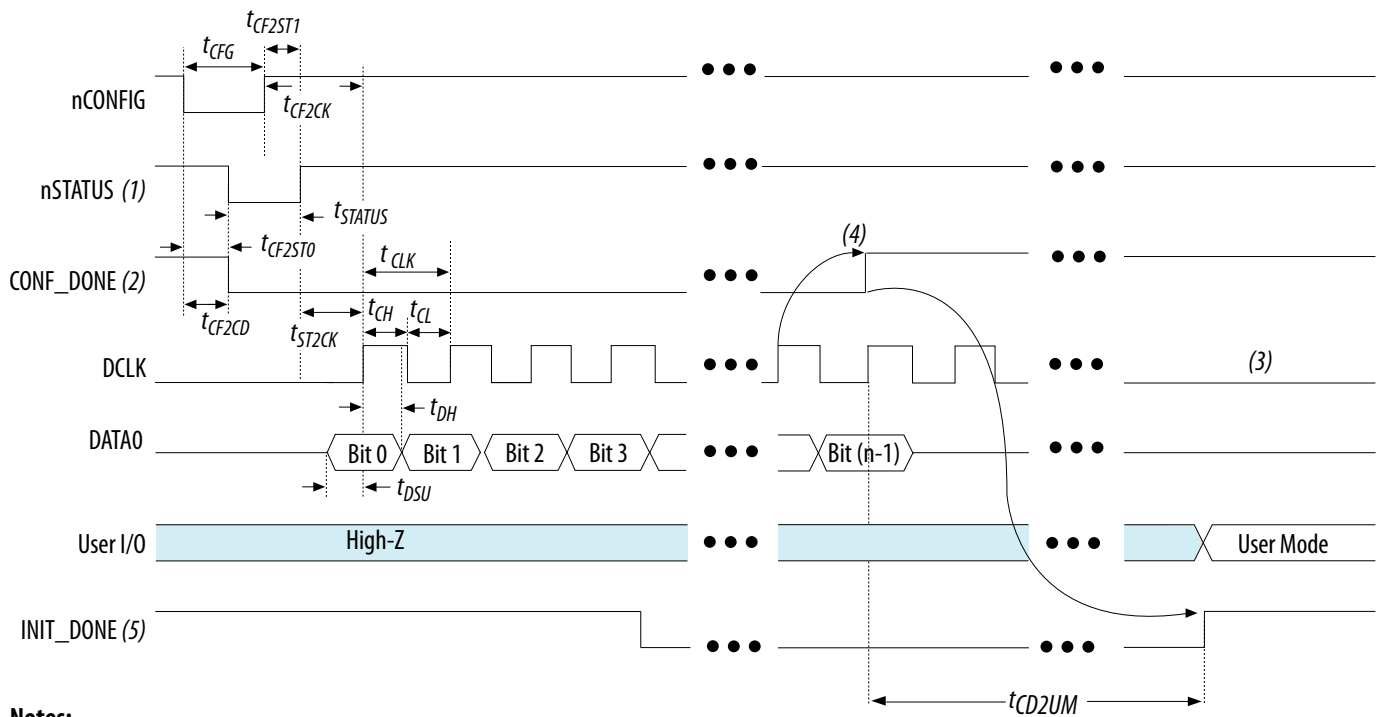 tCF2ST1
tCFG
nCONFIG
tCF2CK
nSTATUS (1)
tSTATUS
tCF2ST0
(4)
tCLK
CONF_DONE (2)
tCF2CD
tST2CK
tCH
tCL
DCLK
(3)
tDH
DATA0
Bit 0
Bit 1
Bit 2
Bit 3
Bit (n-1)
tDSU
User I/O
High-Z
User Mode
INIT_DONE (5)
tCD2UM
Notes: